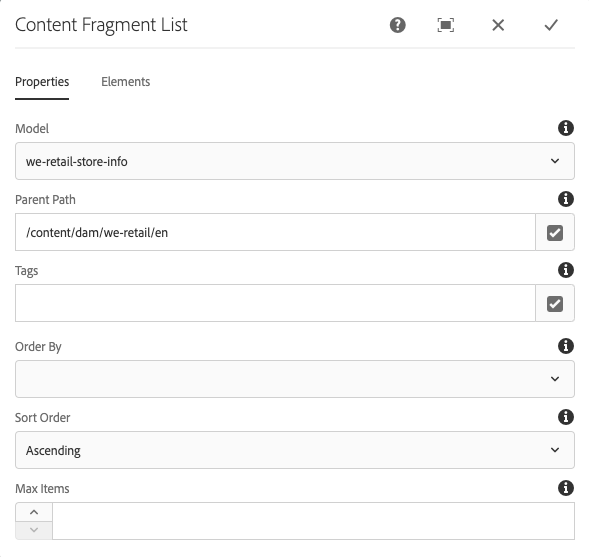 Content Fragment List
Properties Elements
Model
we-retail-store-info
Parent Path
/content/dam/we-retail/en
Tags
Order By
Sort Order
Ascending
Max Items